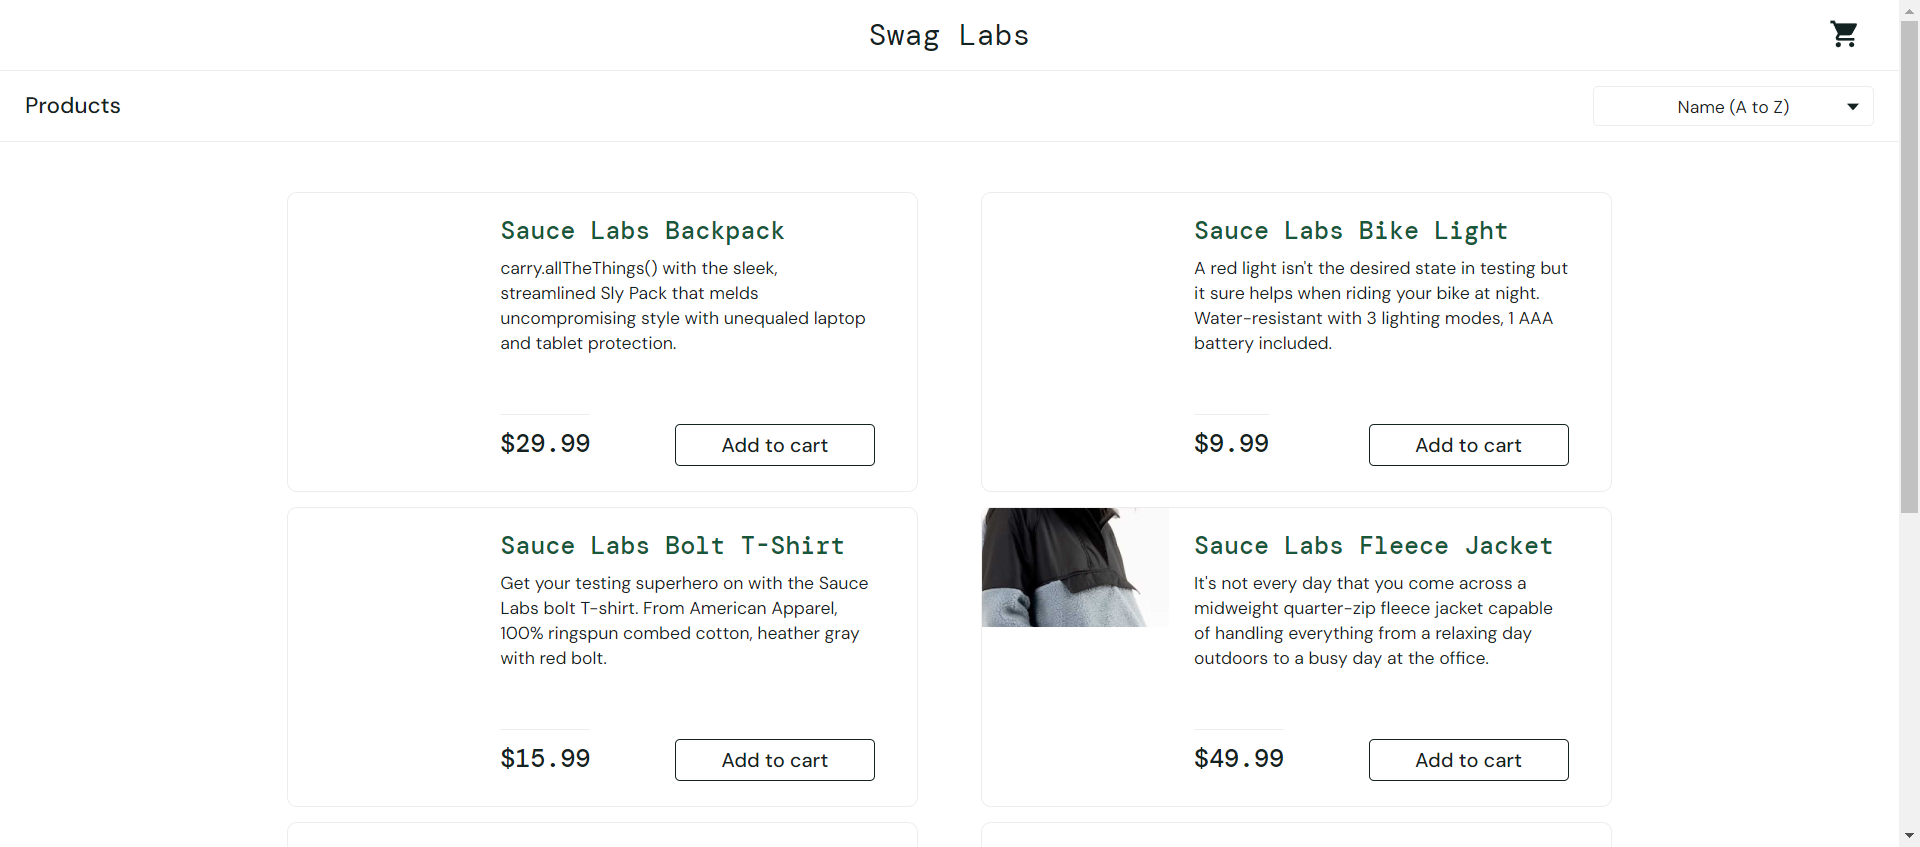 Swag Labs
Products
Name (A to Z)
Sauce Labs Backpack
carry.allTheThings() with the sleek,
streamlined Sly Pack that melds
uncompromising style with unequaled laptop
and tablet protection.
$29.99
Add to cart
Sauce Labs Bike Light
A red light isn't the desired state in testing but
it sure helps when riding your bike at night.
Water-resistant with 3 lighting modes, 1 AAA
battery included.
$9.99
Add to cart
Sauce Labs Bolt T-Shirt
Get your testing superhero on with the Sauce
Labs bolt T-shirt. From American Apparel,
100% ringspun combed cotton, heather gray
with red bolt.
$15.99
Add to cart
Sauce Labs Fleece Jacket
It's not every day that you come across a
midweight quarter-zip fleece jacket capable
of handling everything from a relaxing day
outdoors to a busy day at the office.
$49.99
Add to cart